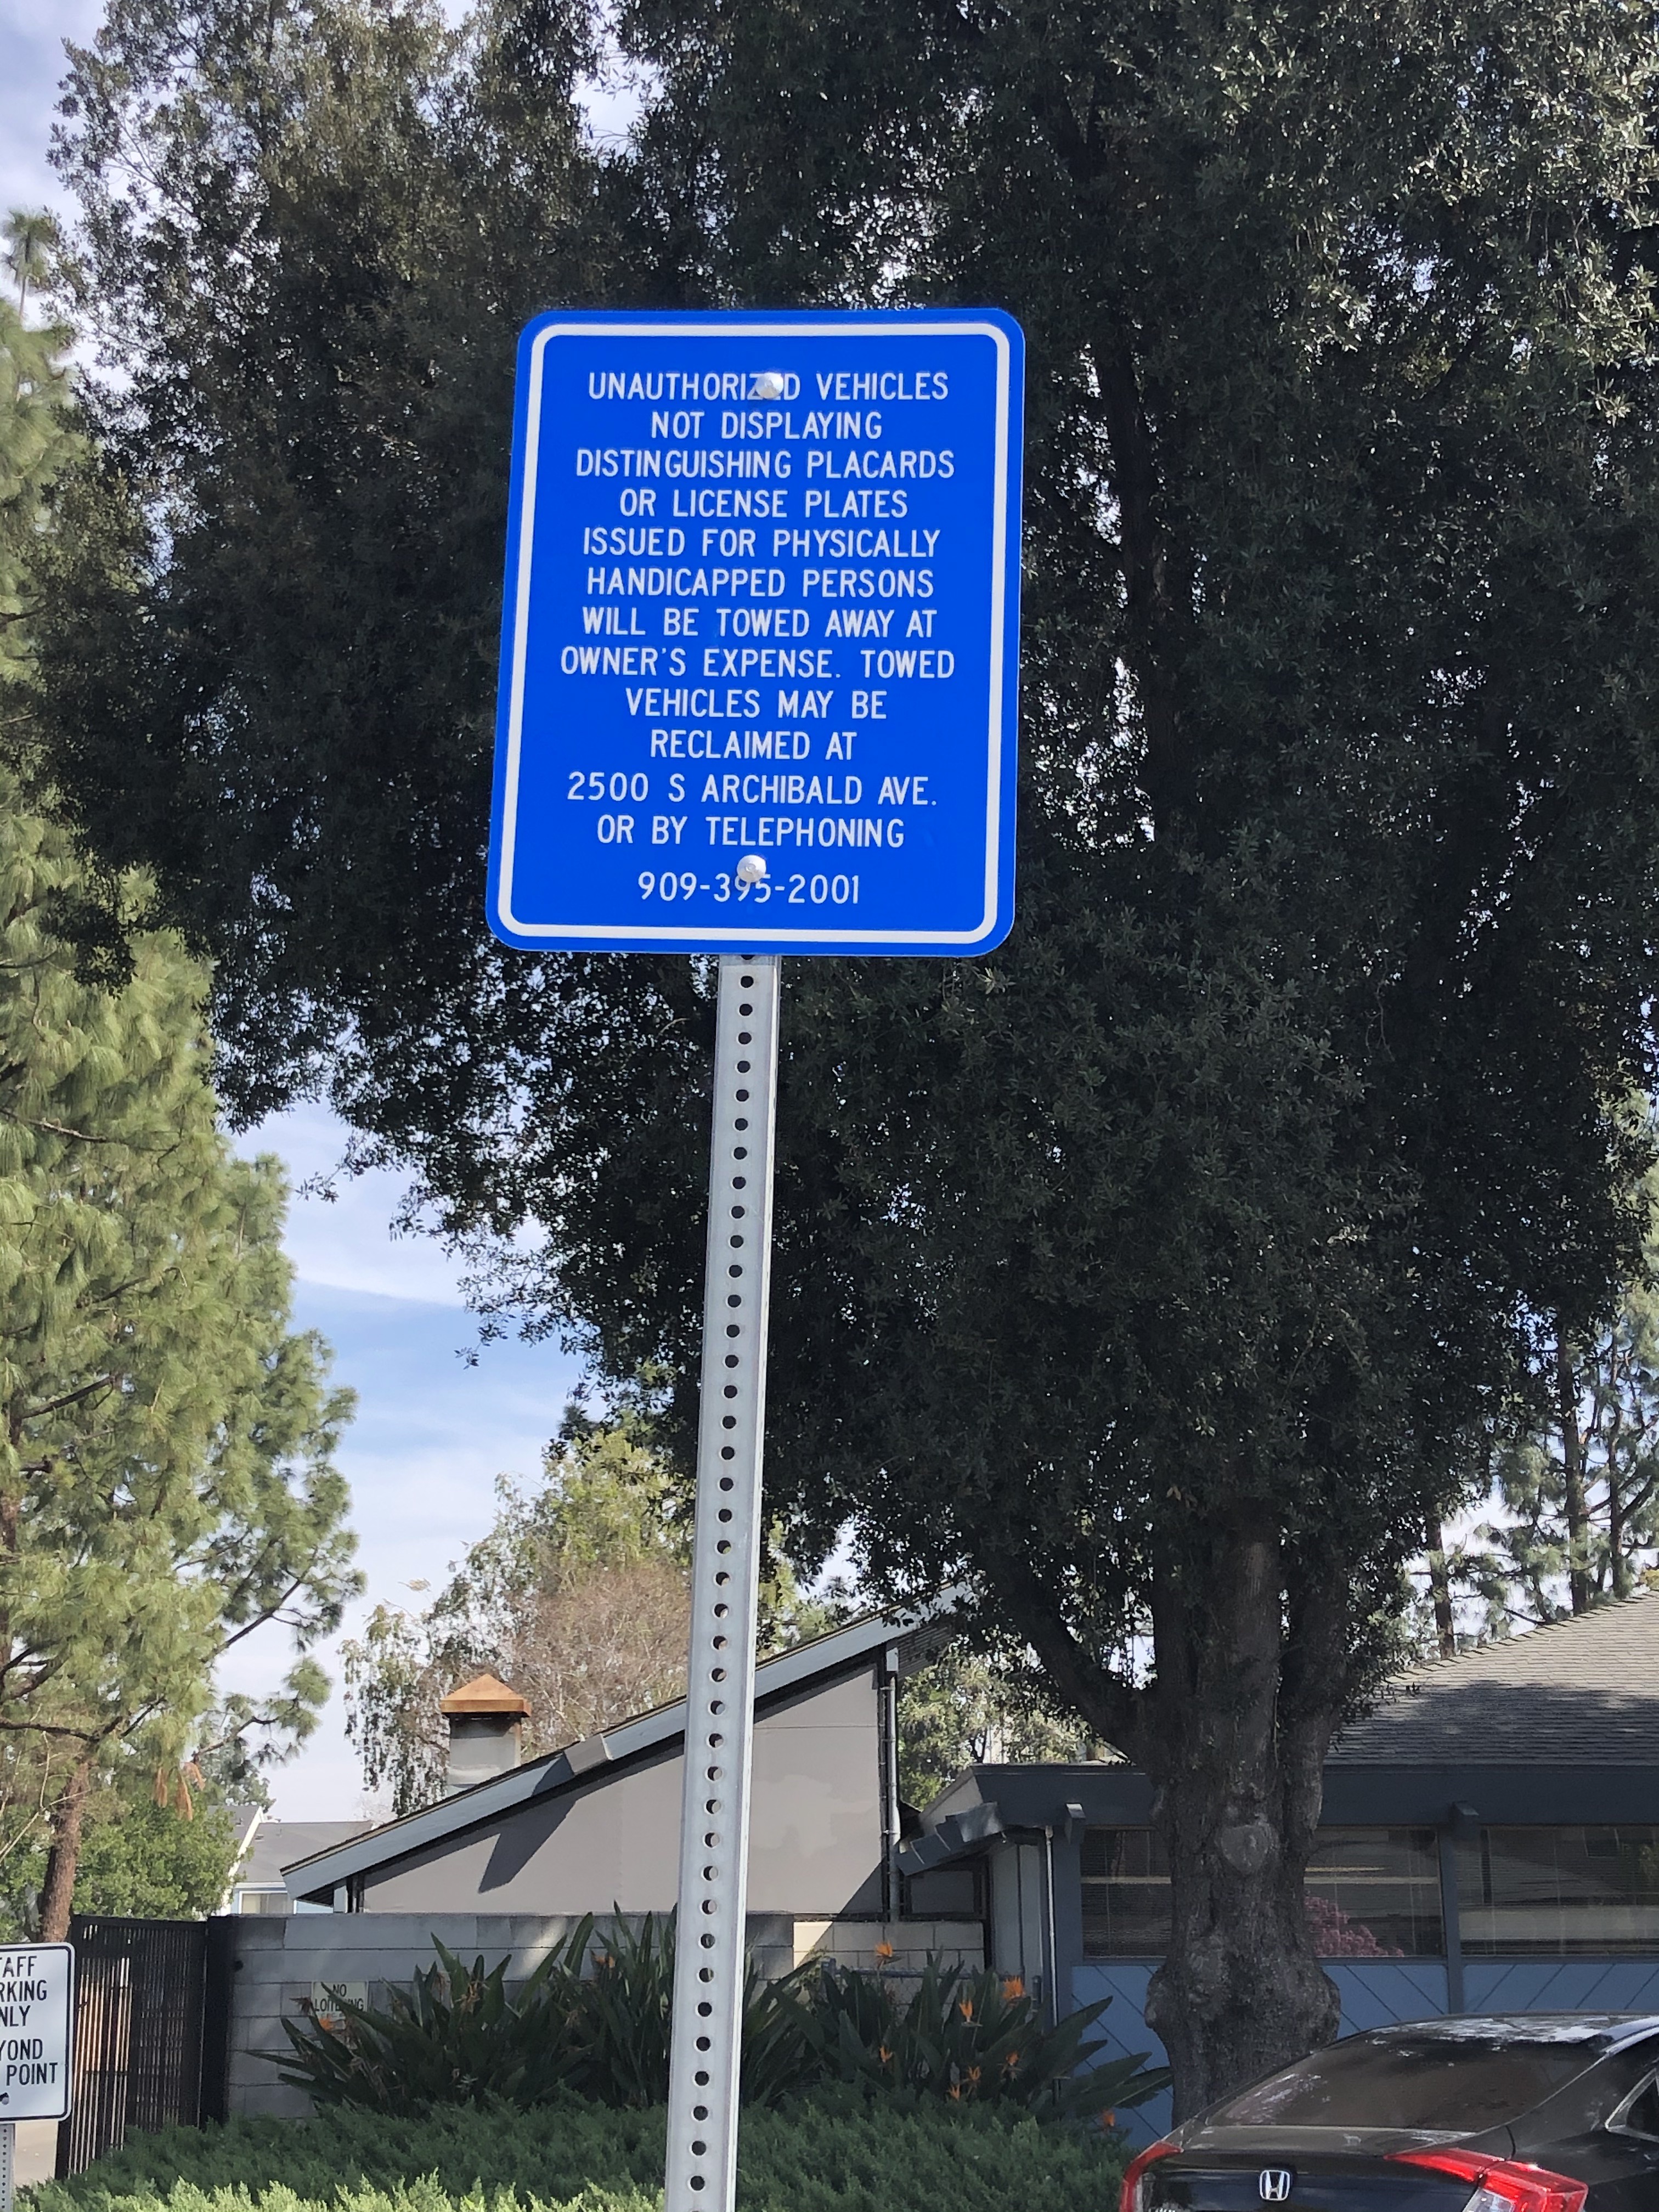 UNAUTHORIZED VEHICLES
NOT DISPLAYING
DISTINGUISHING PLACARDS
OR LICENSE PLATES
ISSUED FOR PHYSICALLY
HANDICAPPED PERSONS
WILL BE TOWED AWAY AT
OWNER'S EXPENSE. TOWED
VEHICLES MAY BE
RECLAIMED AT
2500 S ARCHIBALD AVE.
OR BY TELEPHONING
909-395-2001
NO
LOITERING
POINT